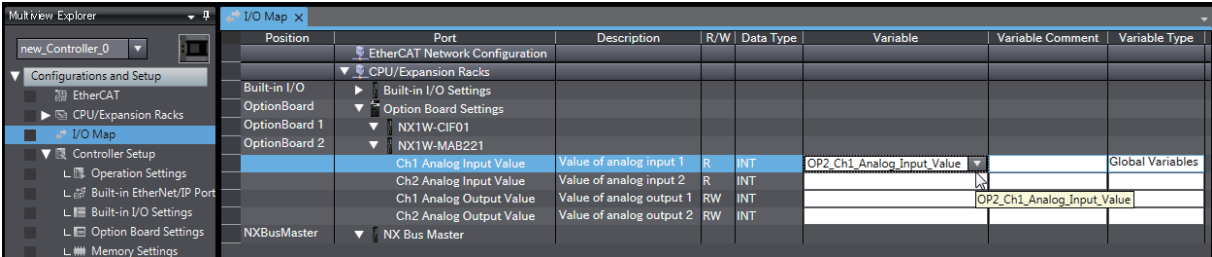 Multiview Explorer
new_Controller_0
Configurations and Setup
EtherCAT
CPU/Expansion Racks
I/O Map
Controller Setup
Operation Settings
Built-in EtherNet/IP Port
Built-in I/O Settings
Option Board Settings
Memory Settings
I/O Map
Position Port Description R/W Data Type Variable Variable Comment Variable Type
EtherCAT Network Configuration
CPU/Expansion Racks
Built-in I/O Built-in I/O Settings
OptionBoard Option Board Settings
OptionBoard 1 NX1W-CIF01
OptionBoard 2 NX1W-MAB221
Ch1 Analog Input Value Value of analog input 1 R INT OP2_Ch1_Analog_Input_Value Global Variables
Ch2 Analog Input Value Value of analog input 2 R INT
Ch1 Analog Output Value Value of analog output 1 RW INT OP2_Ch1_Analog_Input_Value
Ch2 Analog Output Value Value of analog output 2 RW INT
NXBusMaster NX Bus Master